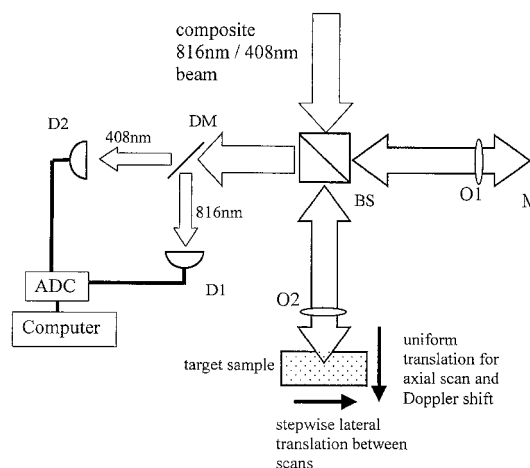 composite
816nm / 408nm
beam
D2
DM
408nm
816nm
BS
O1
M
D1
ADC
Computer
O2
target sample
uniform
translation for
axial scan and
Doppler shift
stepwise lateral
translation between
scans